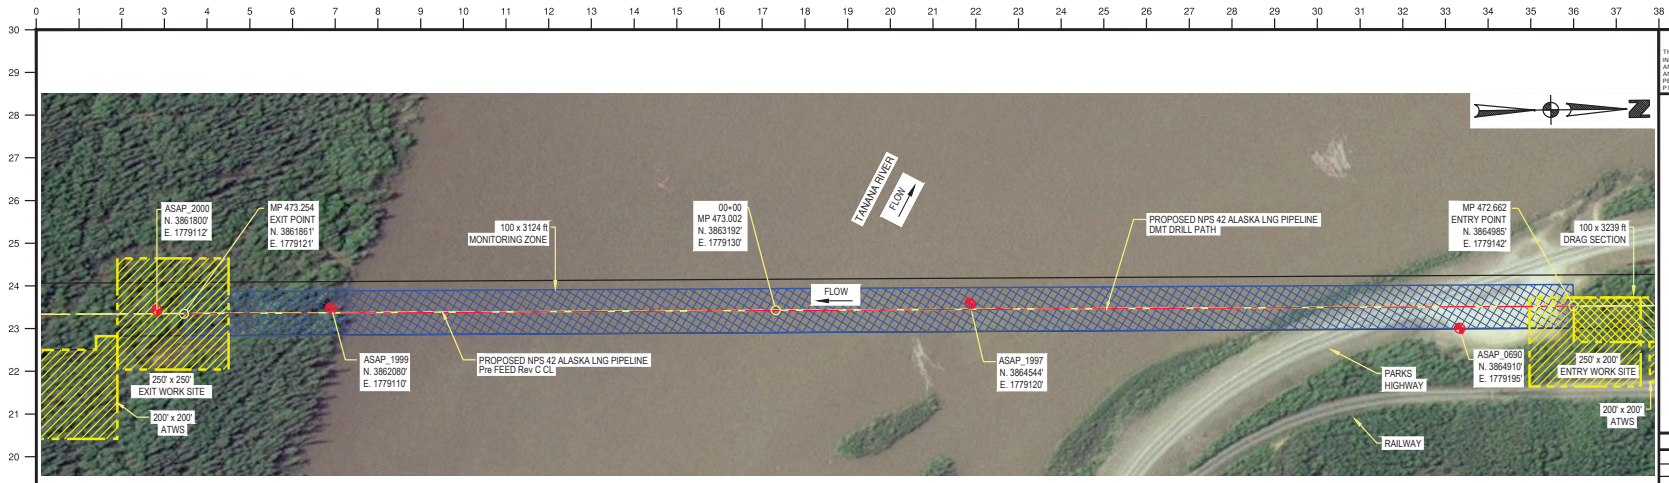 0 1 2 3 4 5 6 7 8 9 10 11 12 13 14 15 16 17 18 19 20 21 22 23 24 25 26 27 28 29 30 31 32 33 34 35 36 37 38
30
29
28
27
26
25
24
23
22
21
20
N
ASAP_2000
N. 3861800'
E. 1779112'
MP 473.254
EXIT POINT
N. 3861861'
E. 1779121'
100 x 3124 ft
MONITORING ZONE
00+00
MP 473.002
N. 3863192'
E. 1779130'
TANANA RIVER
FLOW
PROPOSED NPS 42 ALASKA LNG PIPELINE
DMT DRILL PATH
MP 472.662
ENTRY POINT
N. 3864985'
E. 1779142'
100 x 3239 ft
DRAG SECTION
FLOW
250' x 250'
EXIT WORK SITE
200' x 200'
ATWS
ASAP_1999
N. 3862080'
E. 1779110'
PROPOSED NPS 42 ALASKA LNG PIPELINE
Pre FEED Rev C CL
ASAP_1997
N. 3864544'
E. 1779120'
PARKS
HIGHWAY
RAILWAY
ASAP_0690
N. 3864910'
E. 1779195'
250' x 200'
ENTRY WORK SITE
200' x 200'
ATWS